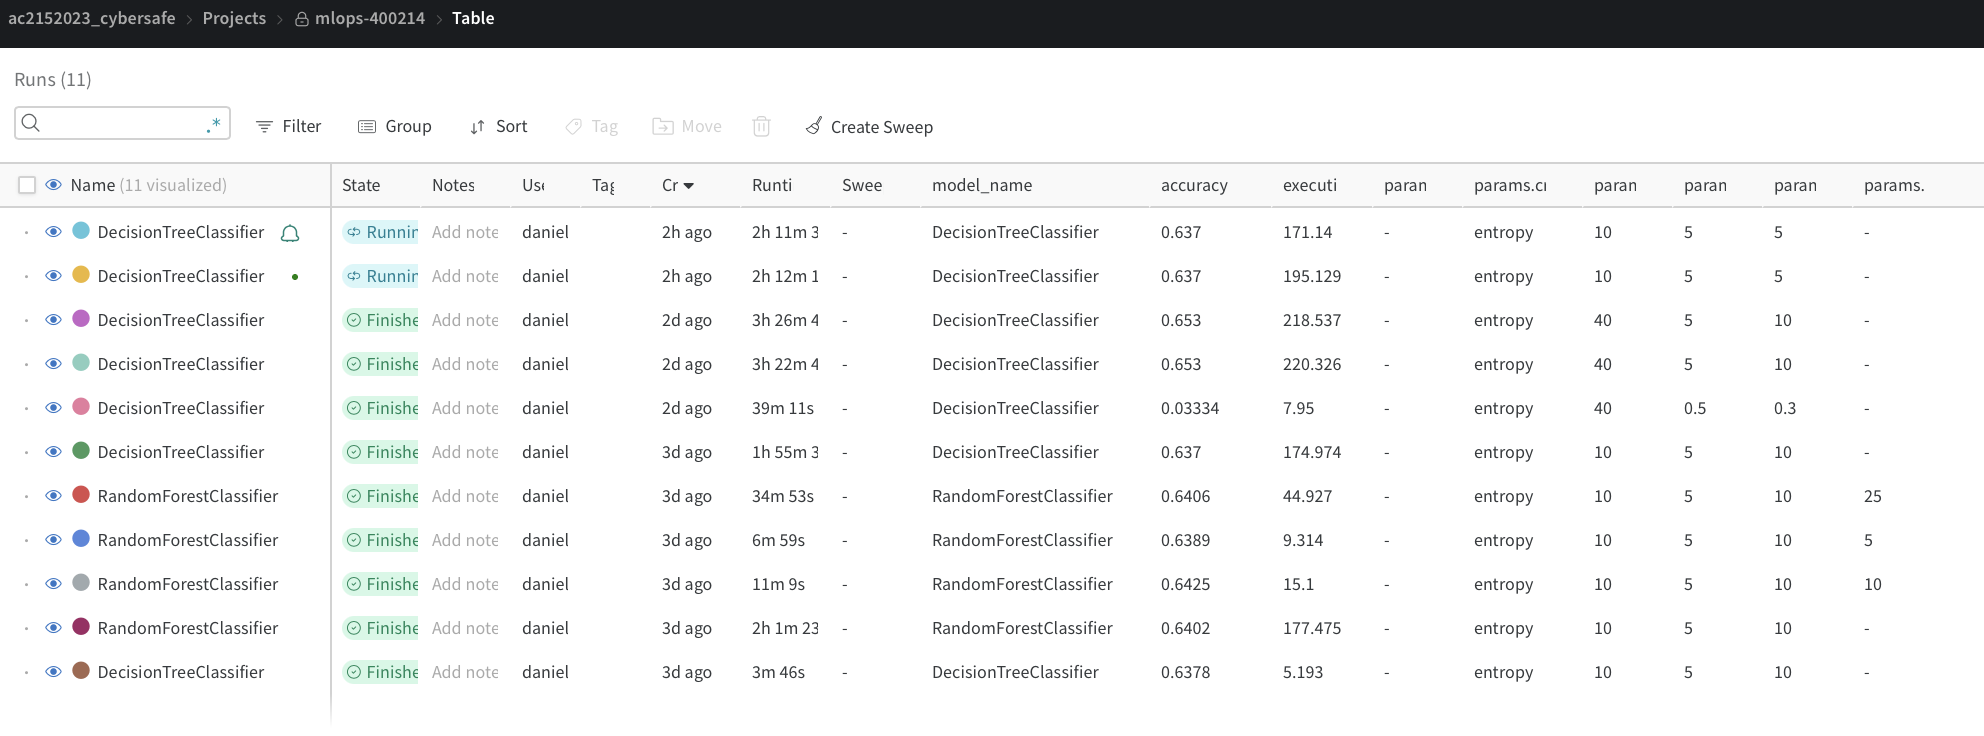 ac2152023_cybersafe > Projects > mlops-400214 > Table
Runs (11)
.* Filter Group Sort Tag Move Create Sweep
Name (11 visualized) State Notes Use Tag Cr Runti Swee model_name accuracy executi paran params.ci paran paran paran params.
DecisionTreeClassifier Runnin Add note daniel 2h ago 2h 11m 3 - DecisionTreeClassifier 0.637 171.14 - entropy 10 5 5 -
DecisionTreeClassifier Runnin Add note daniel 2h ago 2h 12m 1 - DecisionTreeClassifier 0.637 195.129 - entropy 10 5 5 -
DecisionTreeClassifier Finishe Add note daniel 2d ago 3h 26m 4 - DecisionTreeClassifier 0.653 218.537 - entropy 40 5 10 -
DecisionTreeClassifier Finishe Add note daniel 2d ago 3h 22m 4 - DecisionTreeClassifier 0.653 220.326 - entropy 40 5 10 -
DecisionTreeClassifier Finishe Add note daniel 2d ago 39m 11s - DecisionTreeClassifier 0.03334 7.95 - entropy 40 0.5 0.3 -
DecisionTreeClassifier Finishe Add note daniel 3d ago 1h 55m 3 - DecisionTreeClassifier 0.637 174.974 - entropy 10 5 10 -
RandomForestClassifier Finishe Add note daniel 3d ago 34m 53s - RandomForestClassifier 0.6406 44.927 - entropy 10 5 10 25
RandomForestClassifier Finishe Add note daniel 3d ago 6m 59s - RandomForestClassifier 0.6389 9.314 - entropy 10 5 10 5
RandomForestClassifier Finishe Add note daniel 3d ago 11m 9s - RandomForestClassifier 0.6425 15.1 - entropy 10 5 10 10
RandomForestClassifier Finishe Add note daniel 3d ago 2h 1m 23 - RandomForestClassifier 0.6402 177.475 - entropy 10 5 10 -
DecisionTreeClassifier Finishe Add note daniel 3d ago 3m 46s - DecisionTreeClassifier 0.6378 5.193 - entropy 10 5 10 -